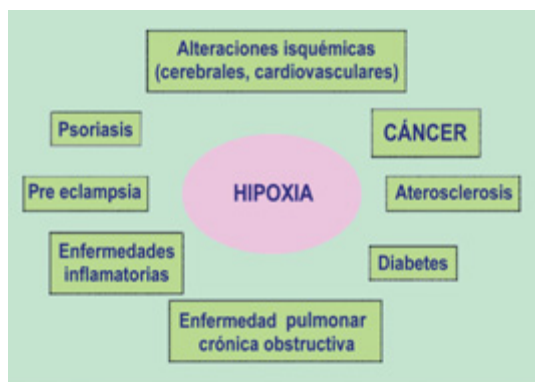 Alteraciones isquémicas
(cerebrales, cardiovasculares)
Psoriasis
CÁNCER
Pre eclampsia
HIPOXIA
Aterosclerosis
Enfermedades
inflamatorias
Diabetes
Enfermedad pulmonar
crónica obstructiva